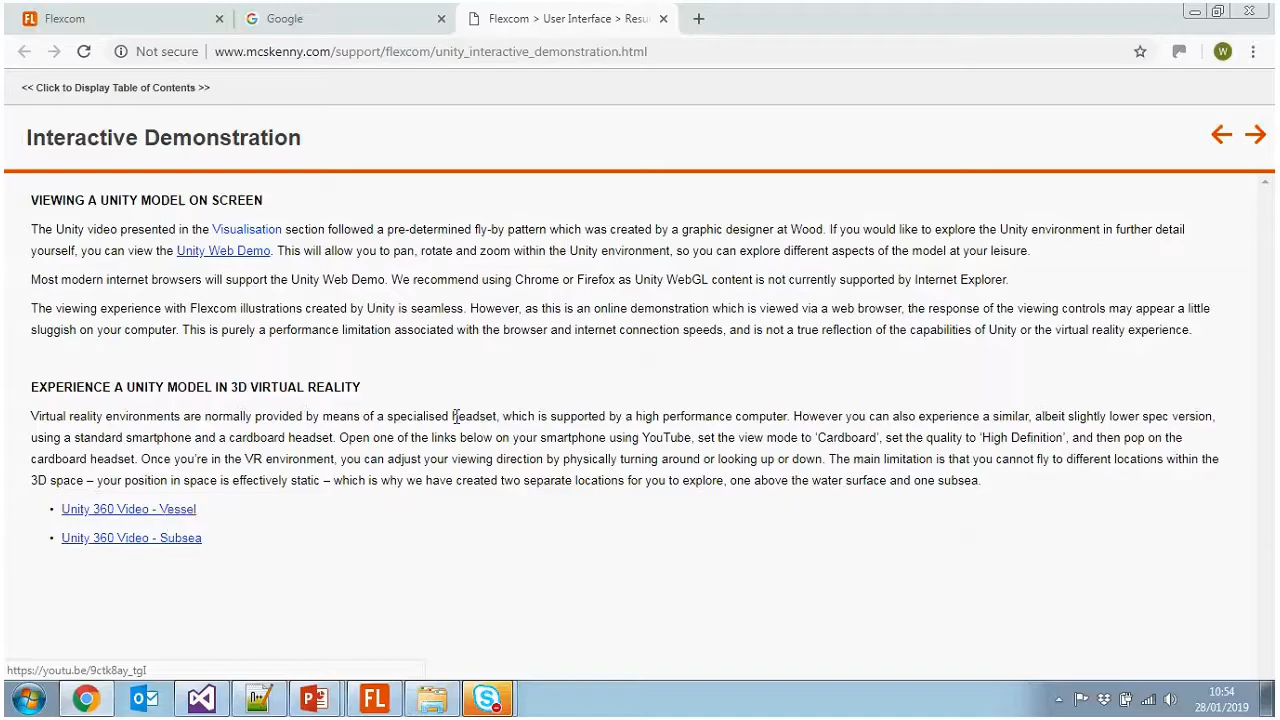 Flexcom
Google
Flexcom > User Interface > Resu
Not secure
www.mcskenny.com/support/flexcom/unity_interactive_demonstration.html
W
<< Click to Display Table of Contents >>
Interactive Demonstration
VIEWING A UNITY MODEL ON SCREEN
The Unity video presented in the Visualisation section followed a pre-determined fly-by pattern which was created by a graphic designer at Wood. If you would like to explore the Unity environment in further detail
yourself, you can view the Unity Web Demo. This will allow you to pan, rotate and zoom within the Unity environment, so you can explore different aspects of the model at your leisure.
Most modern internet browsers will support the Unity Web Demo. We recommend using Chrome or Firefox as Unity WebGL content is not currently supported by Internet Explorer.
The viewing experience with Flexcom illustrations created by Unity is seamless. However, as this is an online demonstration which is viewed via a web browser, the response of the viewing controls may appear a little
sluggish on your computer. This is purely a performance limitation associated with the browser and internet connection speeds, and is not a true reflection of the capabilities of Unity or the virtual reality experience.
EXPERIENCE A UNITY MODEL IN 3D VIRTUAL REALITY
Virtual reality environments are normally provided by means of a specialised headset, which is supported by a high performance computer. However you can also experience a similar, albeit slightly lower spec version,
using a standard smartphone and a cardboard headset. Open one of the links below on your smartphone using YouTube, set the view mode to ‘Cardboard’, set the quality to ‘High Definition’, and then pop on the
cardboard headset. Once you’re in the VR environment, you can adjust your viewing direction by physically turning around or looking up or down. The main limitation is that you cannot fly to different locations within the
3D space – your position in space is effectively static – which is why we have created two separate locations for you to explore, one above the water surface and one subsea.
• Unity 360 Video - Vessel
• Unity 360 Video - Subsea
https://youtu.be/9ctk8ay_tgI
FL
10:54
28/01/2019